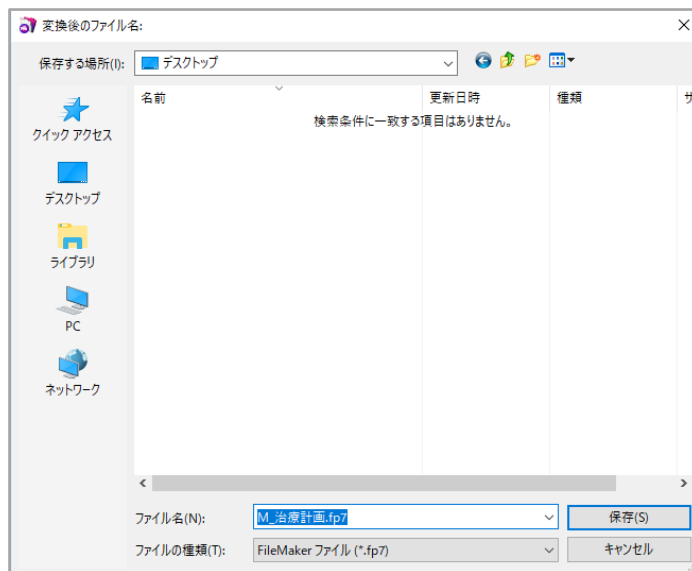 変換後のファイル名:
保存する場所(I): デスクトップ
名前 更新日時 種類 サ
検索条件に一致する項目はありません。
クイック アクセス
デスクトップ
ライブラリ
PC
ネットワーク
ファイル名(N): M_治療計画.fp7 保存(S)
ファイルの種類(T): FileMaker ファイル (*.fp7) キャンセル